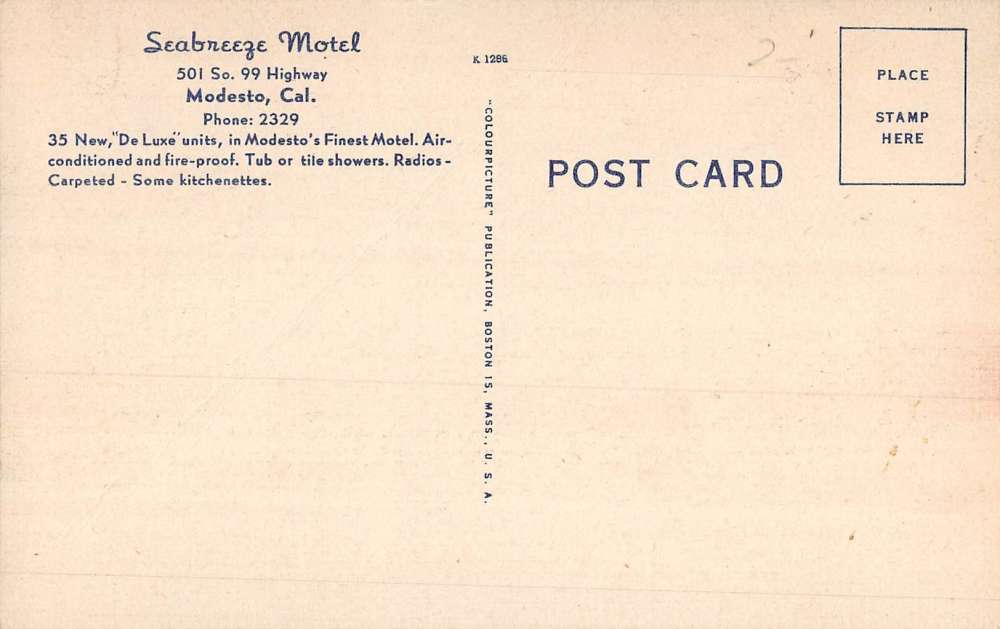 Seabreeze Motel
501 So. 99 Highway
Modesto, Cal.
Phone: 2329
35 New, "De Luxe" units, in Modesto's Finest Motel. Air-
conditioned and fire-proof. Tub or tile showers. Radios -
Carpeted - Some kitchenettes.
K 1286
"COLOURPICTURE" PUBLICATION, BOSTON 15, MASS., U. S. A.
POST CARD
PLACE
STAMP
HERE